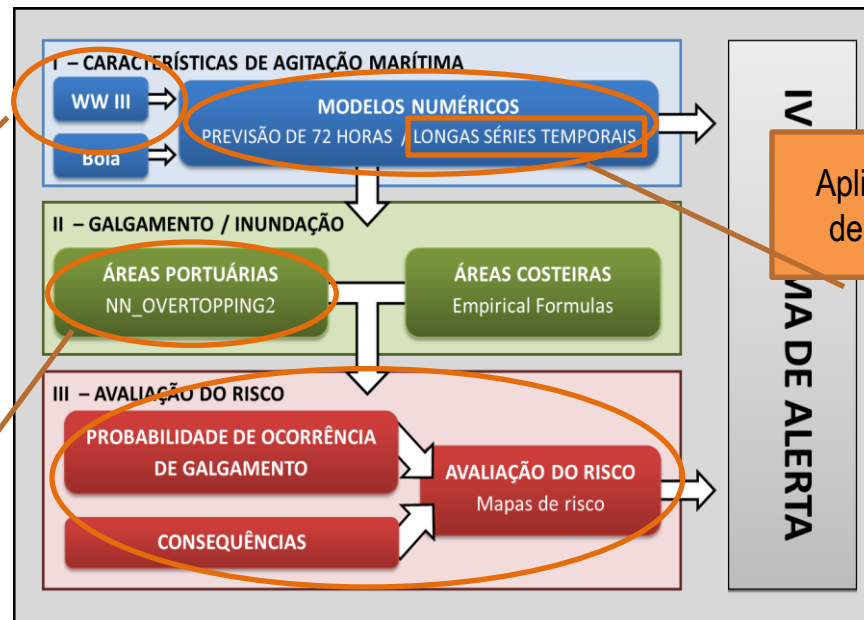 I – CARACTERÍSTICAS DE AGITAÇÃO MARÍTIMA
WW III
Boia
MODELOS NUMÉRICOS
PREVISÃO DE 72 HORAS / LONGAS SÉRIES TEMPORAIS
II – GALGAMENTO / INUNDAÇÃO
ÁREAS PORTUÁRIAS
NN_OVERTOPPING2
ÁREAS COSTEIRAS
Empirical Formulas
III – AVALIAÇÃO DO RISCO
PROBABILIDADE DE OCORRÊNCIA
DE GALGAMENTO
CONSEQUÊNCIAS
AVALIAÇÃO DO RISCO
Mapas de risco
IV
MA DE ALERTA
Apli
de